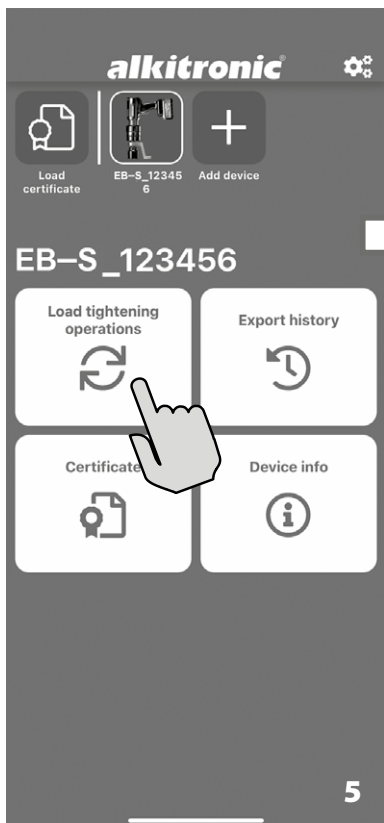 alkitronic®
Load
certificate
EB–S_12345
6
Add device
EB–S_123456
Load tightening
operations
Export history
Certificate
Device info
5